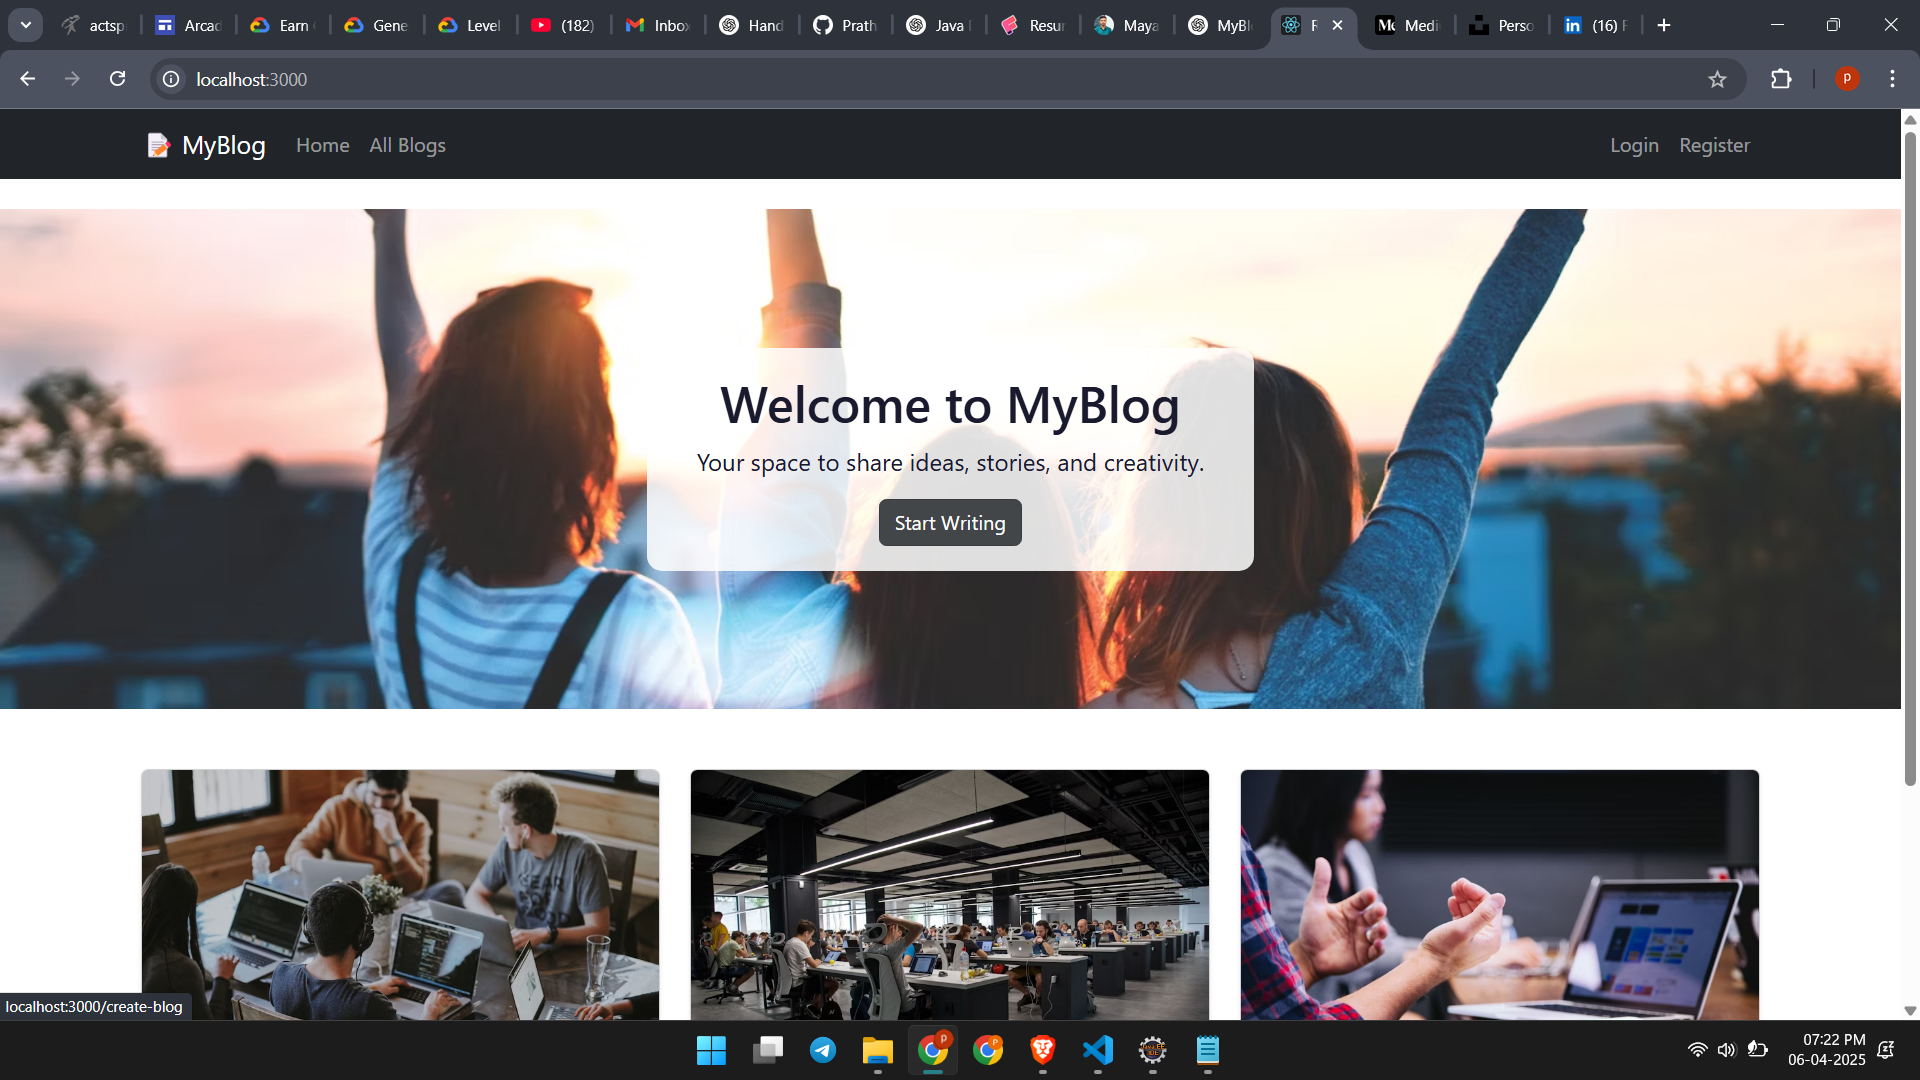 actsp
Arcad
Earn
Gene
Level
(182)
Inbox
Hand
Prath
Java
Resur
Maya
MyBl
Medi
Perso
(16) F
localhost:3000
p
MyBlog
Home
All Blogs
Login
Register
Welcome to MyBlog
Your space to share ideas, stories, and creativity.
Start Writing
localhost:3000/create-blog
07:22 PM
06-04-2025